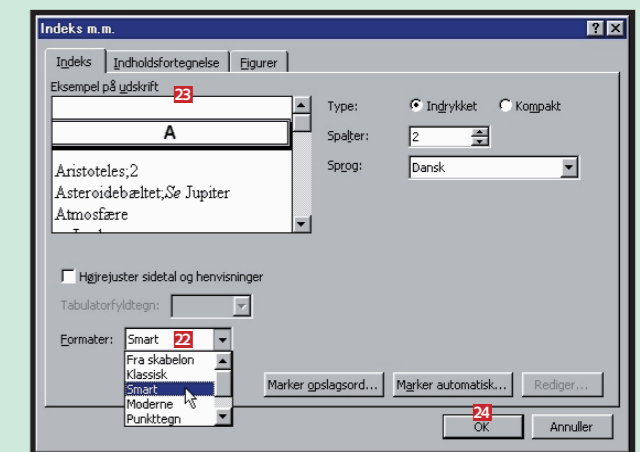 Indeks m.m.
Indeks Indholdsfortegnelse Figurer
Eksempel på udskrift 23
A
Aristoteles;2
Asteroidebæltet;Se Jupiter
Atmosfære
Type: Indrykket Kompakt
Spalter: 2
Sprog: Dansk
Højrejuster sidetal og henvisninger
Tabulatorfyldtegn:
Formater: Smart 22
Fra skabelon
Klassisk
Smart
Moderne
Punkttegn
Marker opslagsord... Marker automatisk... Rediger...
24
OK Annuller